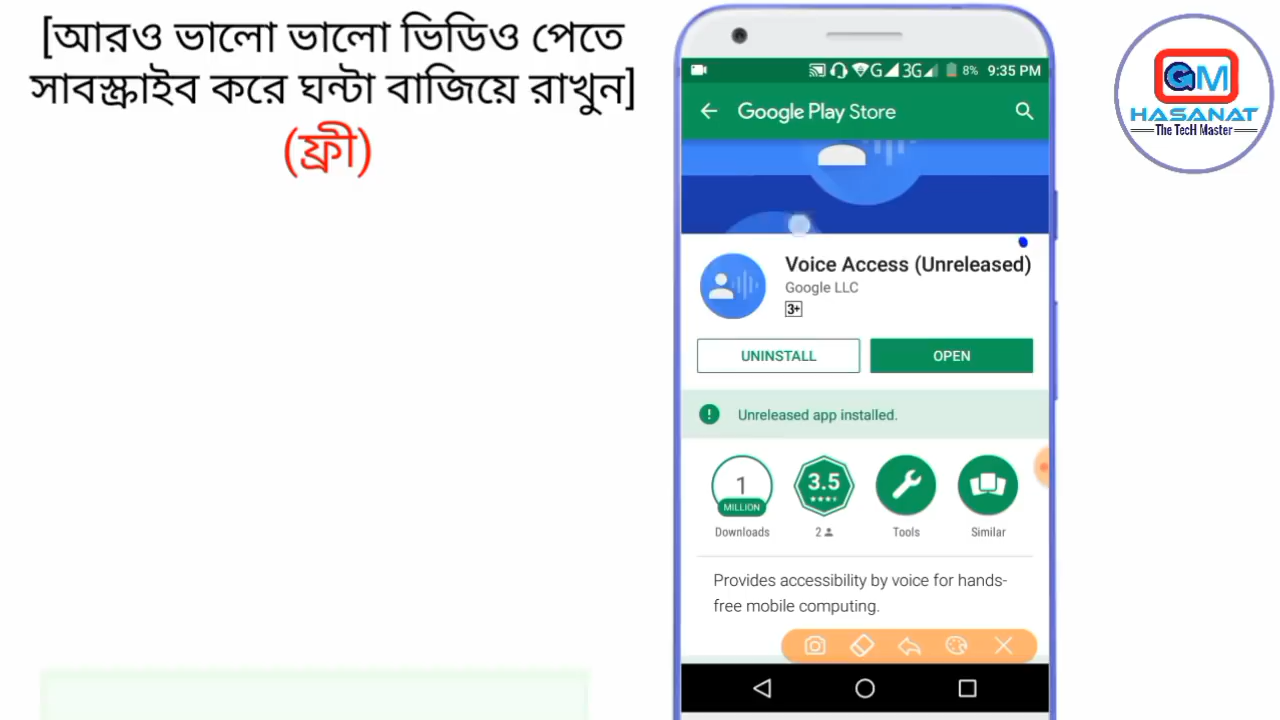 [আরও ভালো ভালো ভিডিও পেতে
সাবস্ক্রাইব করে ঘন্টা বাজিয়ে রাখুন]
(ফ্রী)
GM
HASANAT
The TecH Master
G 3G 8% 9:35 PM
Google Play Store
Voice Access (Unreleased)
Google LLC
3+
UNINSTALL
OPEN
Unreleased app installed.
1
MILLION
3.5
Downloads
2
Tools
Similar
Provides accessibility by voice for hands-
free mobile computing.